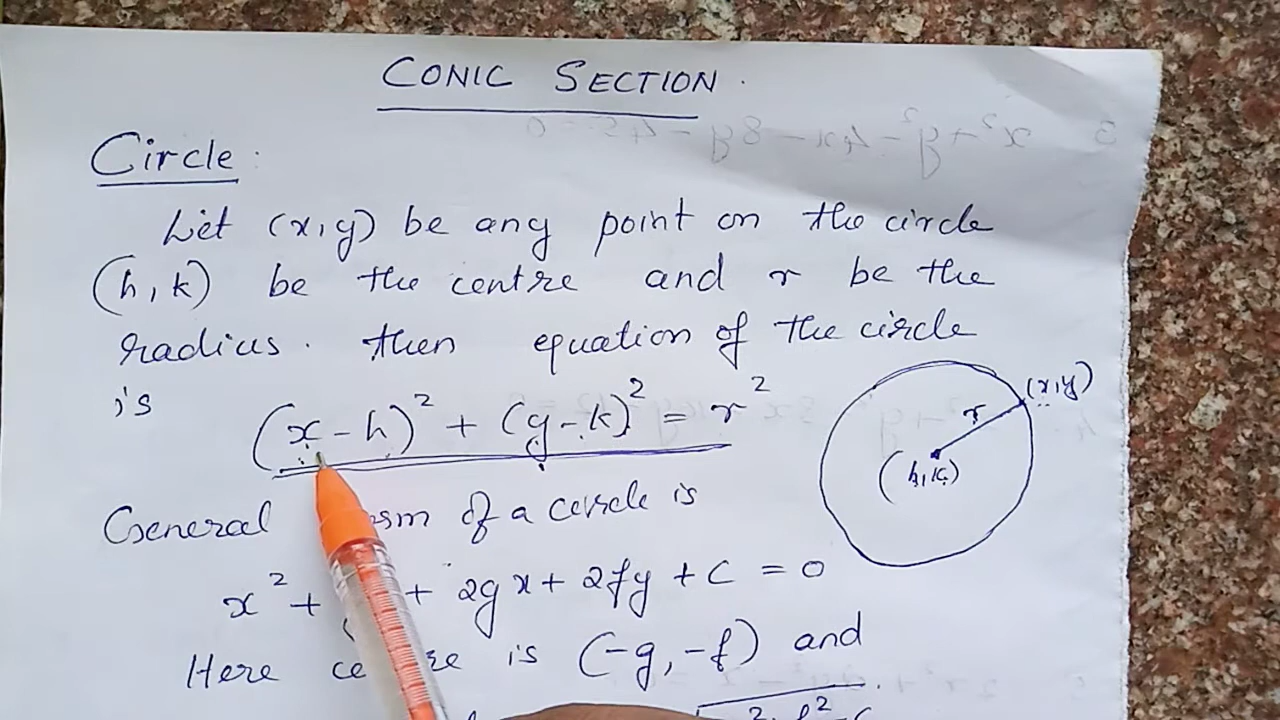 CONIC SECTION.
Circle:
Let (x,y) be any point on the circle
(h, k) be the centre and r be the
radius. then equation of the circle
is
(x-h)² + (y-k)² = r²
(x,y)
r
(h,k)
General of a circle is
x² + + 2gx + 2fy + c = 0
Here is (-g, -f) and